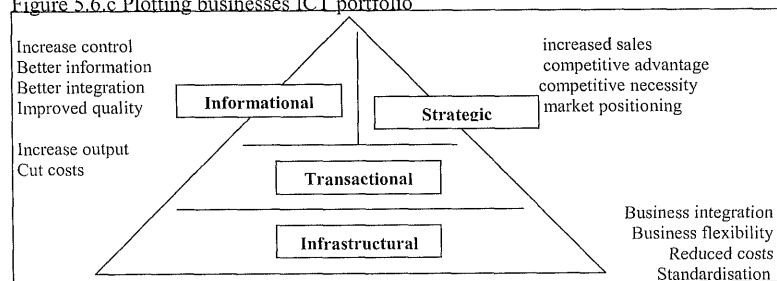 Figure 5.6.c Plotting businesses ICT portfolio
Increase control
Better information
Better integration
Improved quality
Increase output
Cut costs
Informational
increased sales
competitive advantage
competitive necessity
market positioning
Strategic
Transactional
Infrastructural
Business integration
Business flexibility
Reduced costs
Standardisation